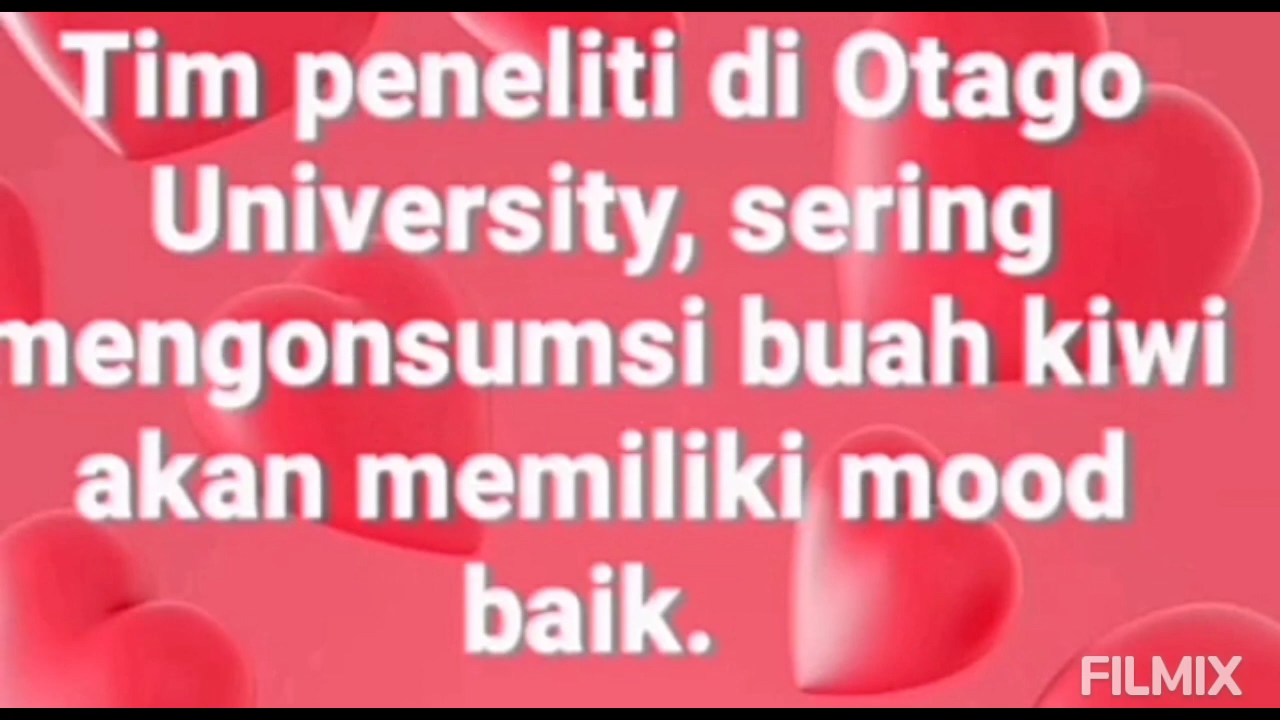 Tim peneliti di Otago
University, sering
mengonsumsi buah kiwi
akan memiliki mood
baik.
FILMIX